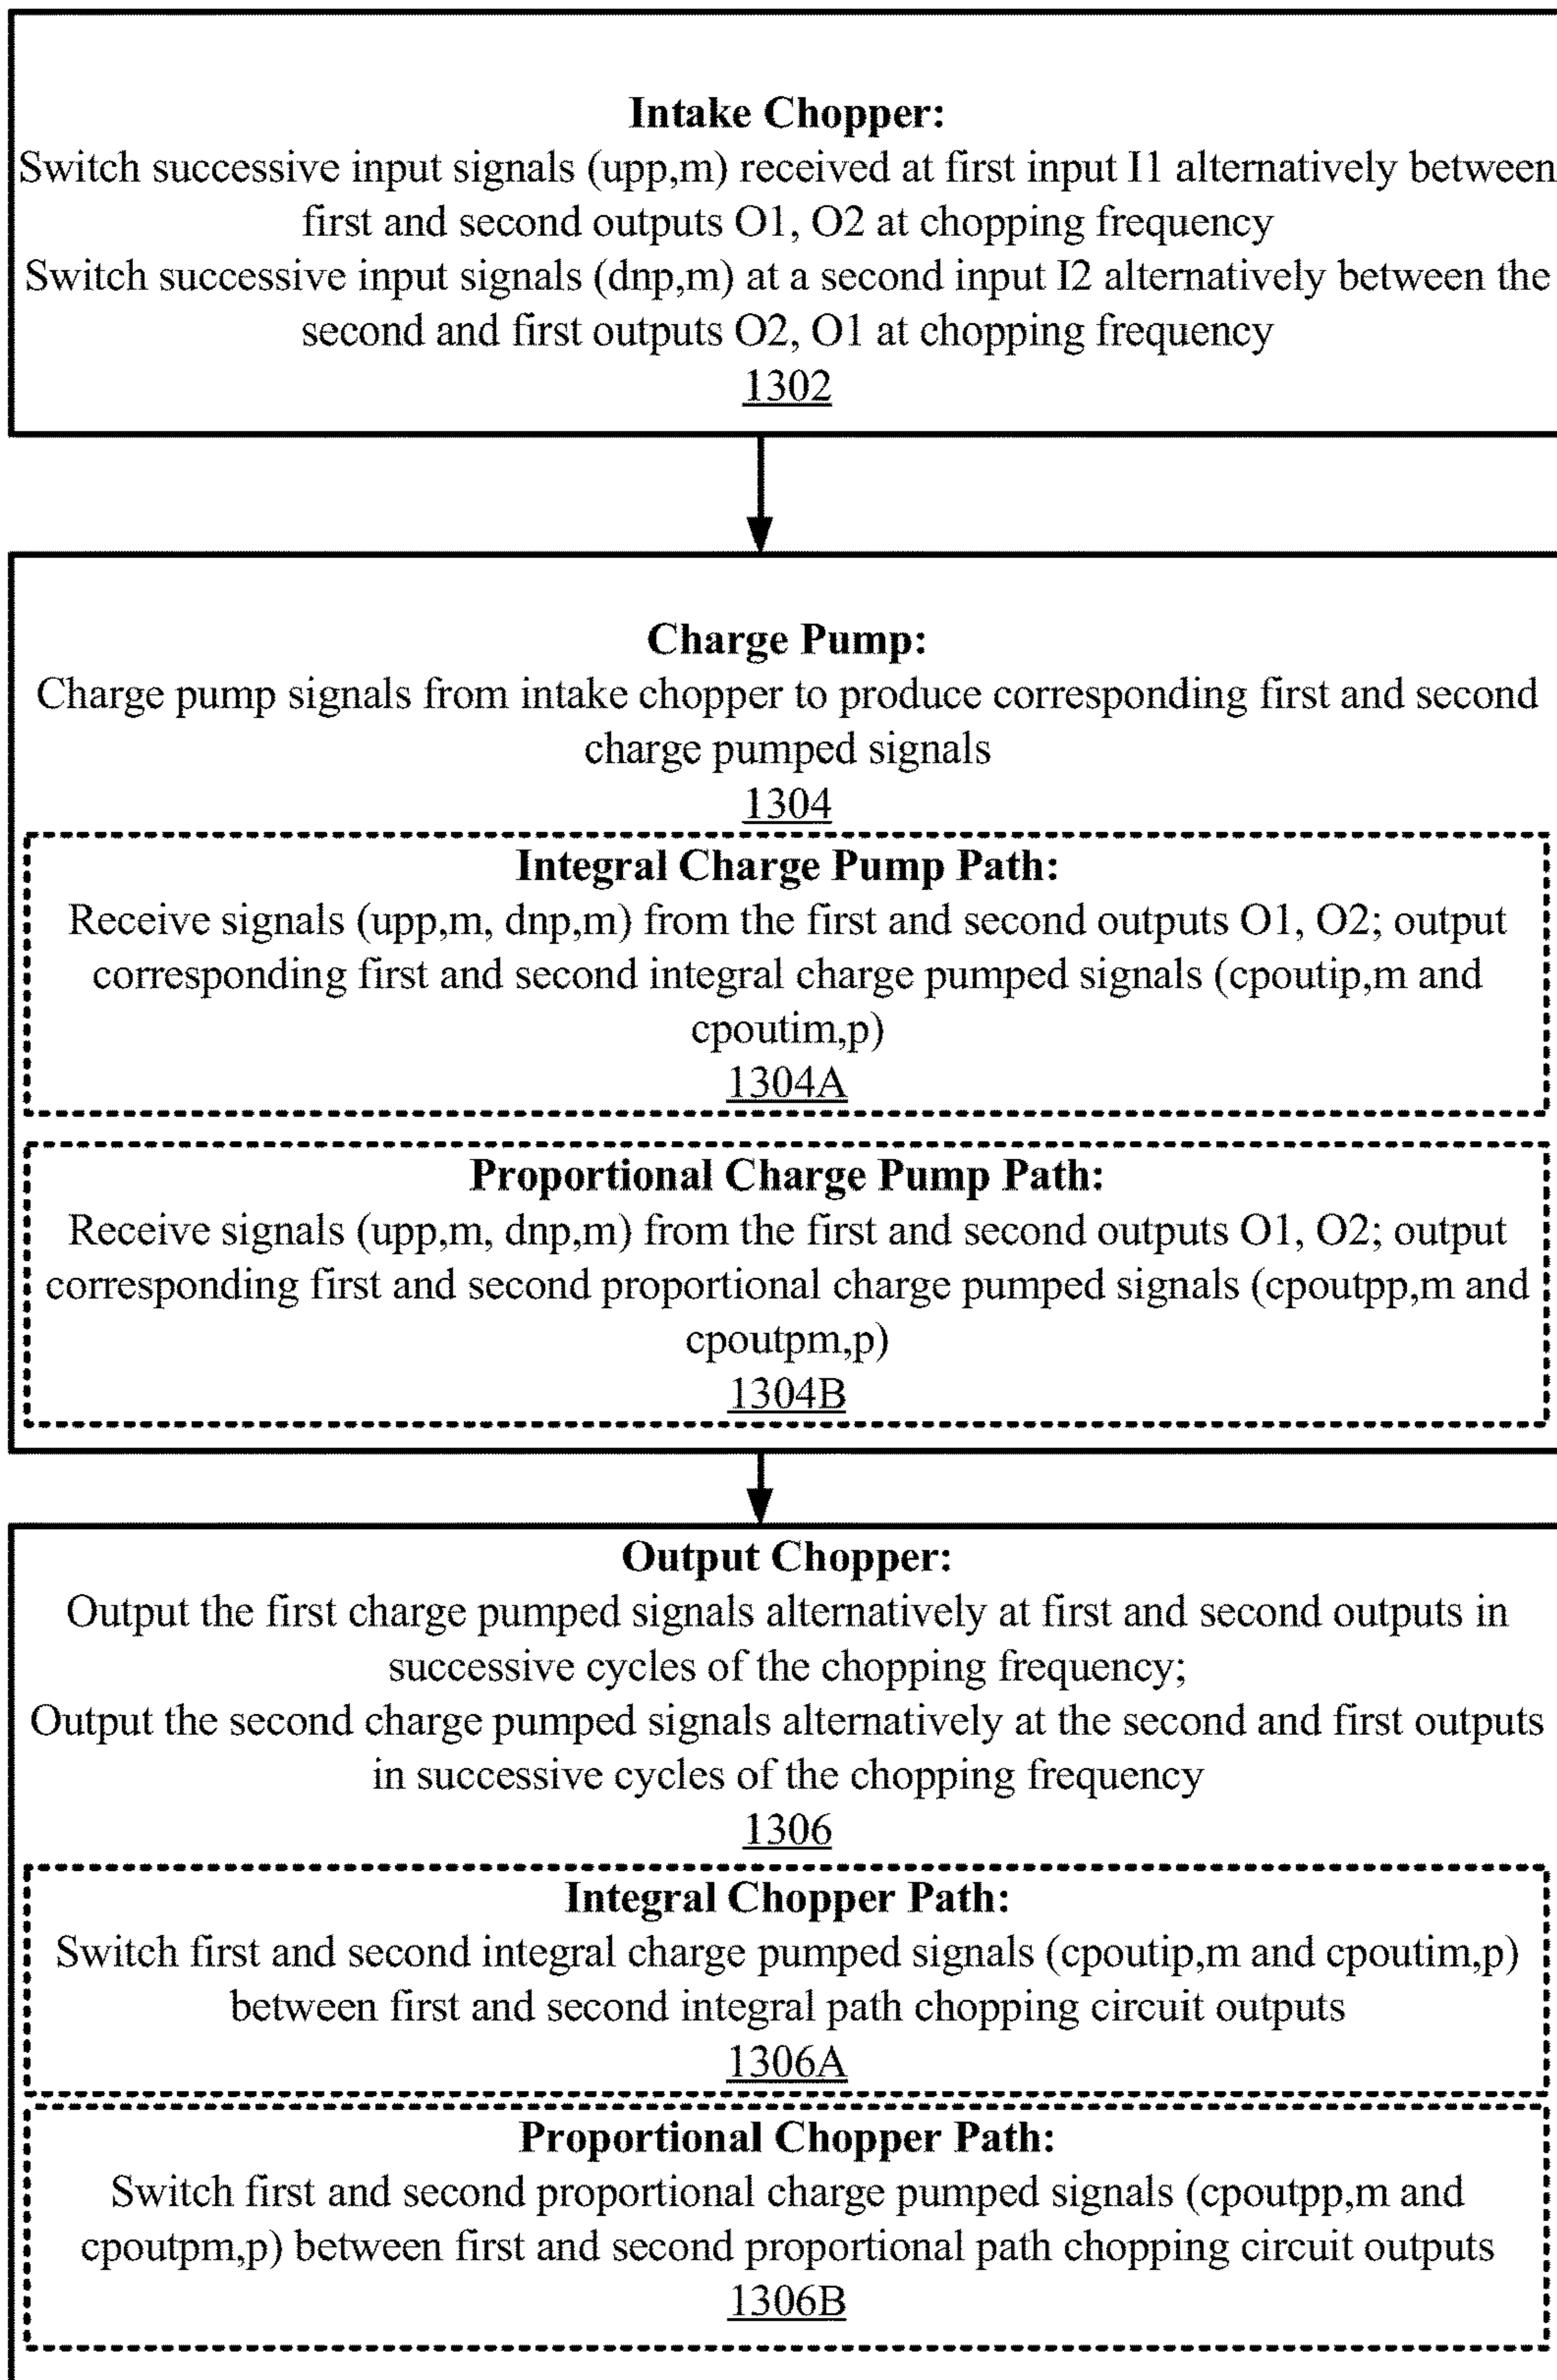 Intake Chopper:
Switch successive input signals (upp,m) received at first input I1 alternatively between
first and second outputs O1, O2 at chopping frequency
Switch successive input signals (dnp,m) at a second input I2 alternatively between the
second and first outputs O2, O1 at chopping frequency
1302
Charge Pump:
Charge pump signals from intake chopper to produce corresponding first and second
charge pumped signals
1304
Integral Charge Pump Path:
Receive signals (upp,m, dnp,m) from the first and second outputs O1, O2; output
corresponding first and second integral charge pumped signals (cpoutip,m and
cpoutim,p)
1304A
Proportional Charge Pump Path:
Receive signals (upp,m, dnp,m) from the first and second outputs O1, O2; output
corresponding first and second proportional charge pumped signals (cpoutpp,m and
cpoutpm,p)
1304B
Output Chopper:
Output the first charge pumped signals alternatively at first and second outputs in
successive cycles of the chopping frequency;
Output the second charge pumped signals alternatively at the second and first outputs
in successive cycles of the chopping frequency
1306
Integral Chopper Path:
Switch first and second integral charge pumped signals (cpoutip,m and cpoutim,p)
between first and second integral path chopping circuit outputs
1306A
Proportional Chopper Path:
Switch first and second proportional charge pumped signals (cpoutpp,m and
cpoutpm,p) between first and second proportional path chopping circuit outputs
1306B